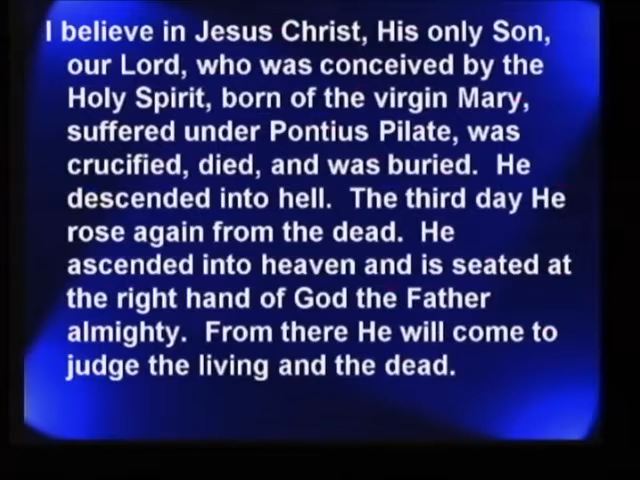 I believe in Jesus Christ, His only Son,
our Lord, who was conceived by the
Holy Spirit, born of the virgin Mary,
suffered under Pontius Pilate, was
crucified, died, and was buried.  He
descended into hell.  The third day He
rose again from the dead.  He
ascended into heaven and is seated at
the right hand of God the Father
almighty.  From there He will come to
judge the living and the dead.